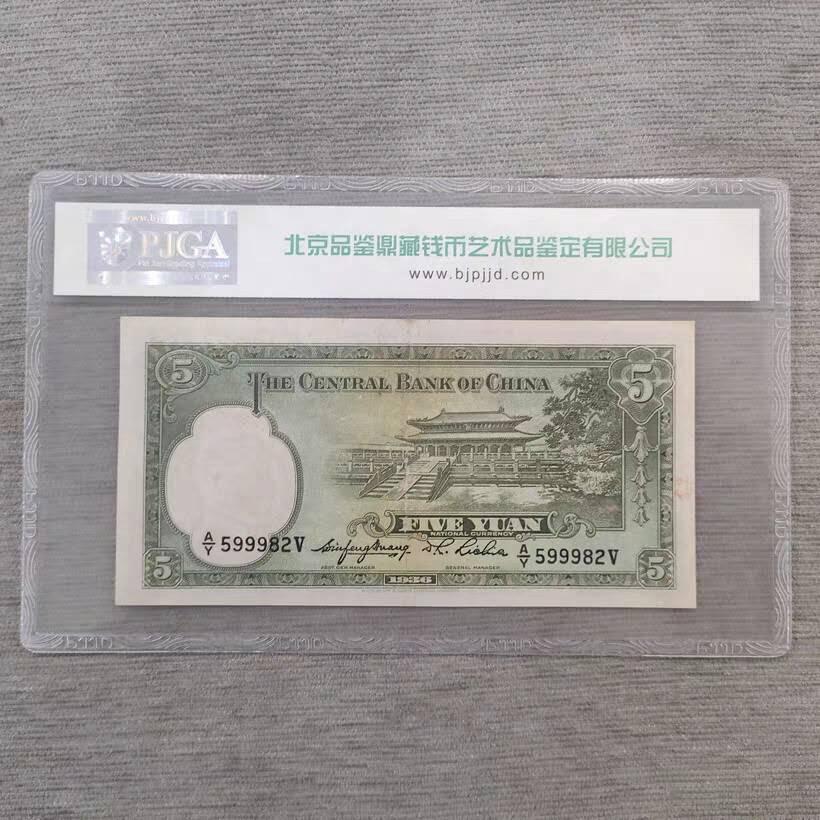 www.bj
PJGA
北京品鉴鼎藏钱币艺术品鉴定有限公司
www.bjpjjd.com
5
THE CENTRAL BANK OF CHINA
5
FIVE YUAN
NATIONAL CURRENCY
A/Y 599982V
A/Y 599982V
ASST. GEN. MANAGER
GENERAL MANAGER
5
1936
5